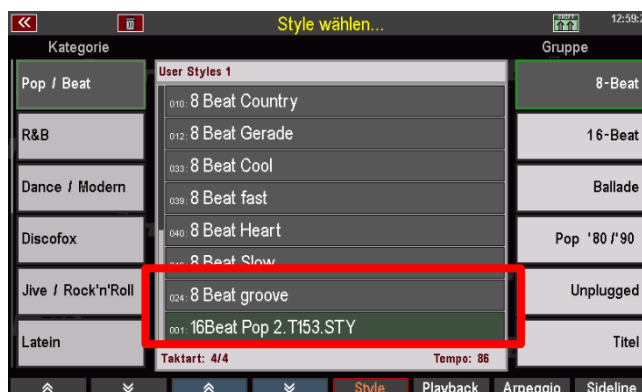 Style wählen...
SHIFT
12:59:2
Kategorie
Gruppe
Pop / Beat
R&B
Dance / Modern
Discofox
Jive / Rock'n'Roll
Latein
User Styles 1
010: 8 Beat Country
012: 8 Beat Gerade
033: 8 Beat Cool
039: 8 Beat fast
040: 8 Beat Heart
8 Beat Slow
024: 8 Beat groove
001: 16Beat Pop 2.T153.STY
Taktart: 4/4 Tempo: 86
8-Beat
16-Beat
Ballade
Pop '80 /'90
Unplugged
Titel
Style Playback Arpeggio Sideline